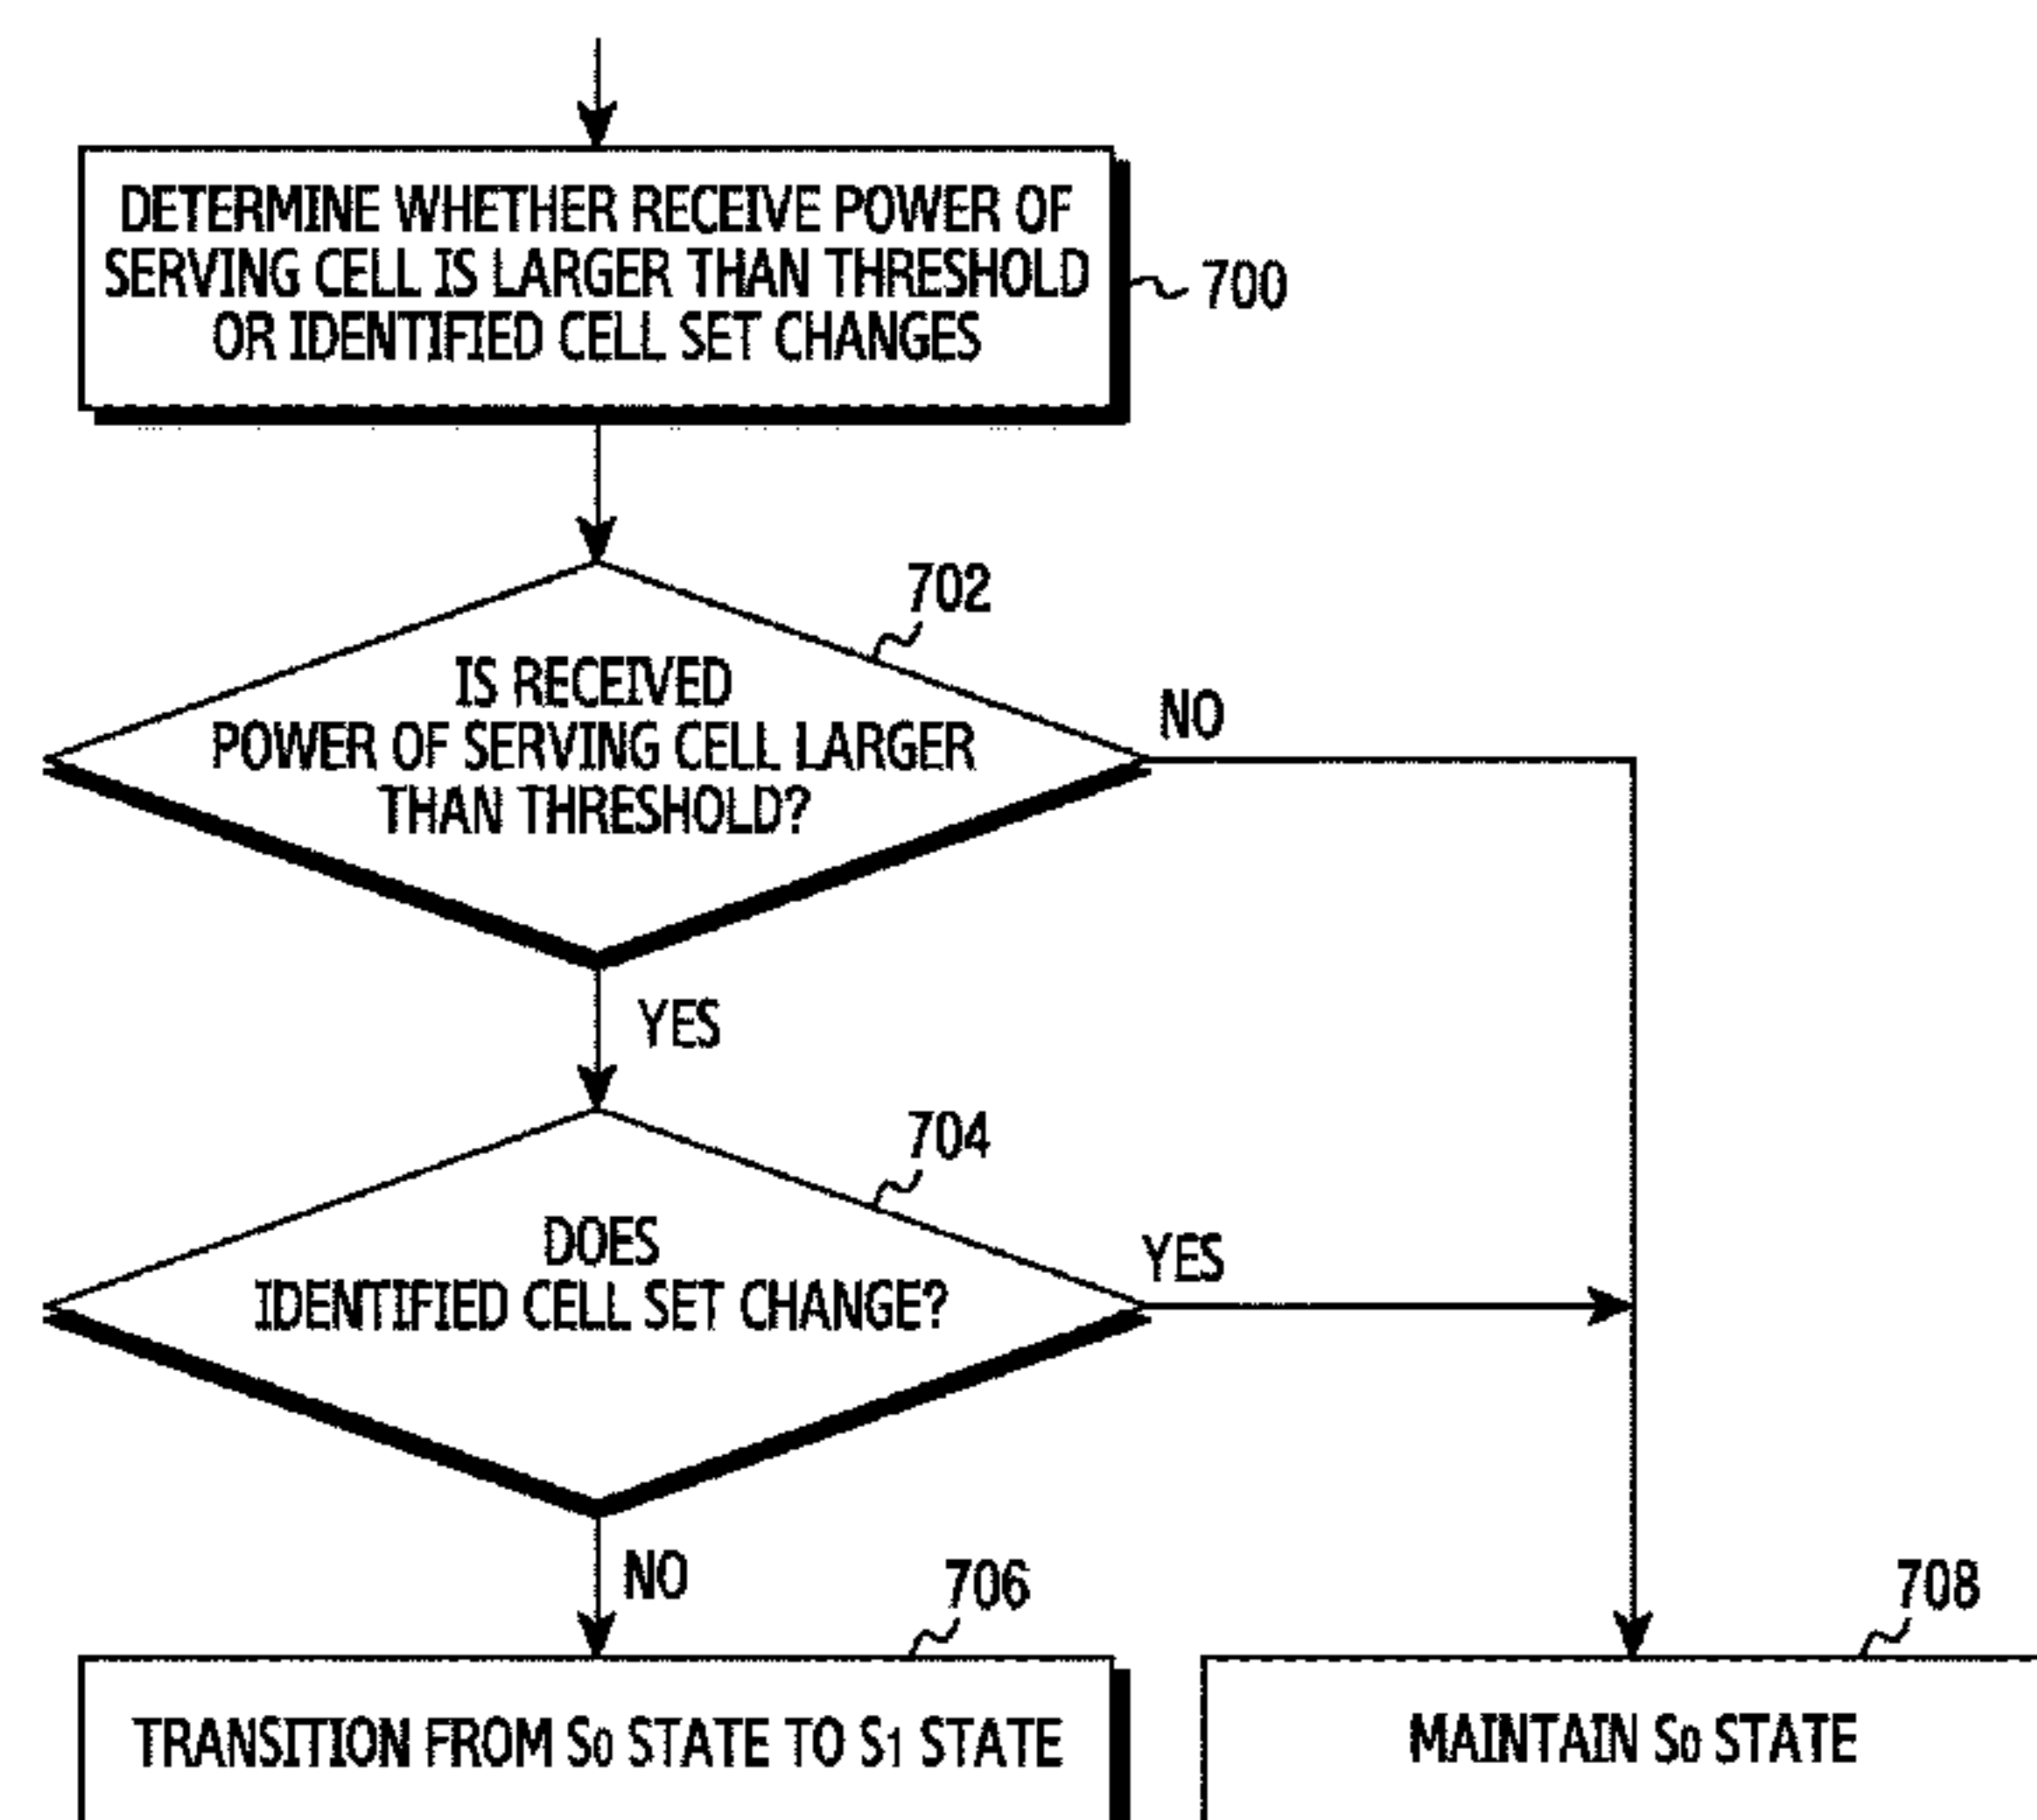 DETERMINE WHETHER RECEIVE POWER OF
SERVING CELL IS LARGER THAN THRESHOLD
OR IDENTIFIED CELL SET CHANGES
700
702
IS RECEIVED
POWER OF SERVING CELL LARGER
THAN THRESHOLD?
NO
YES
704
DOES
IDENTIFIED CELL SET CHANGE?
YES
NO
706
708
TRANSITION FROM S0 STATE TO S1 STATE
MAINTAIN S0 STATE